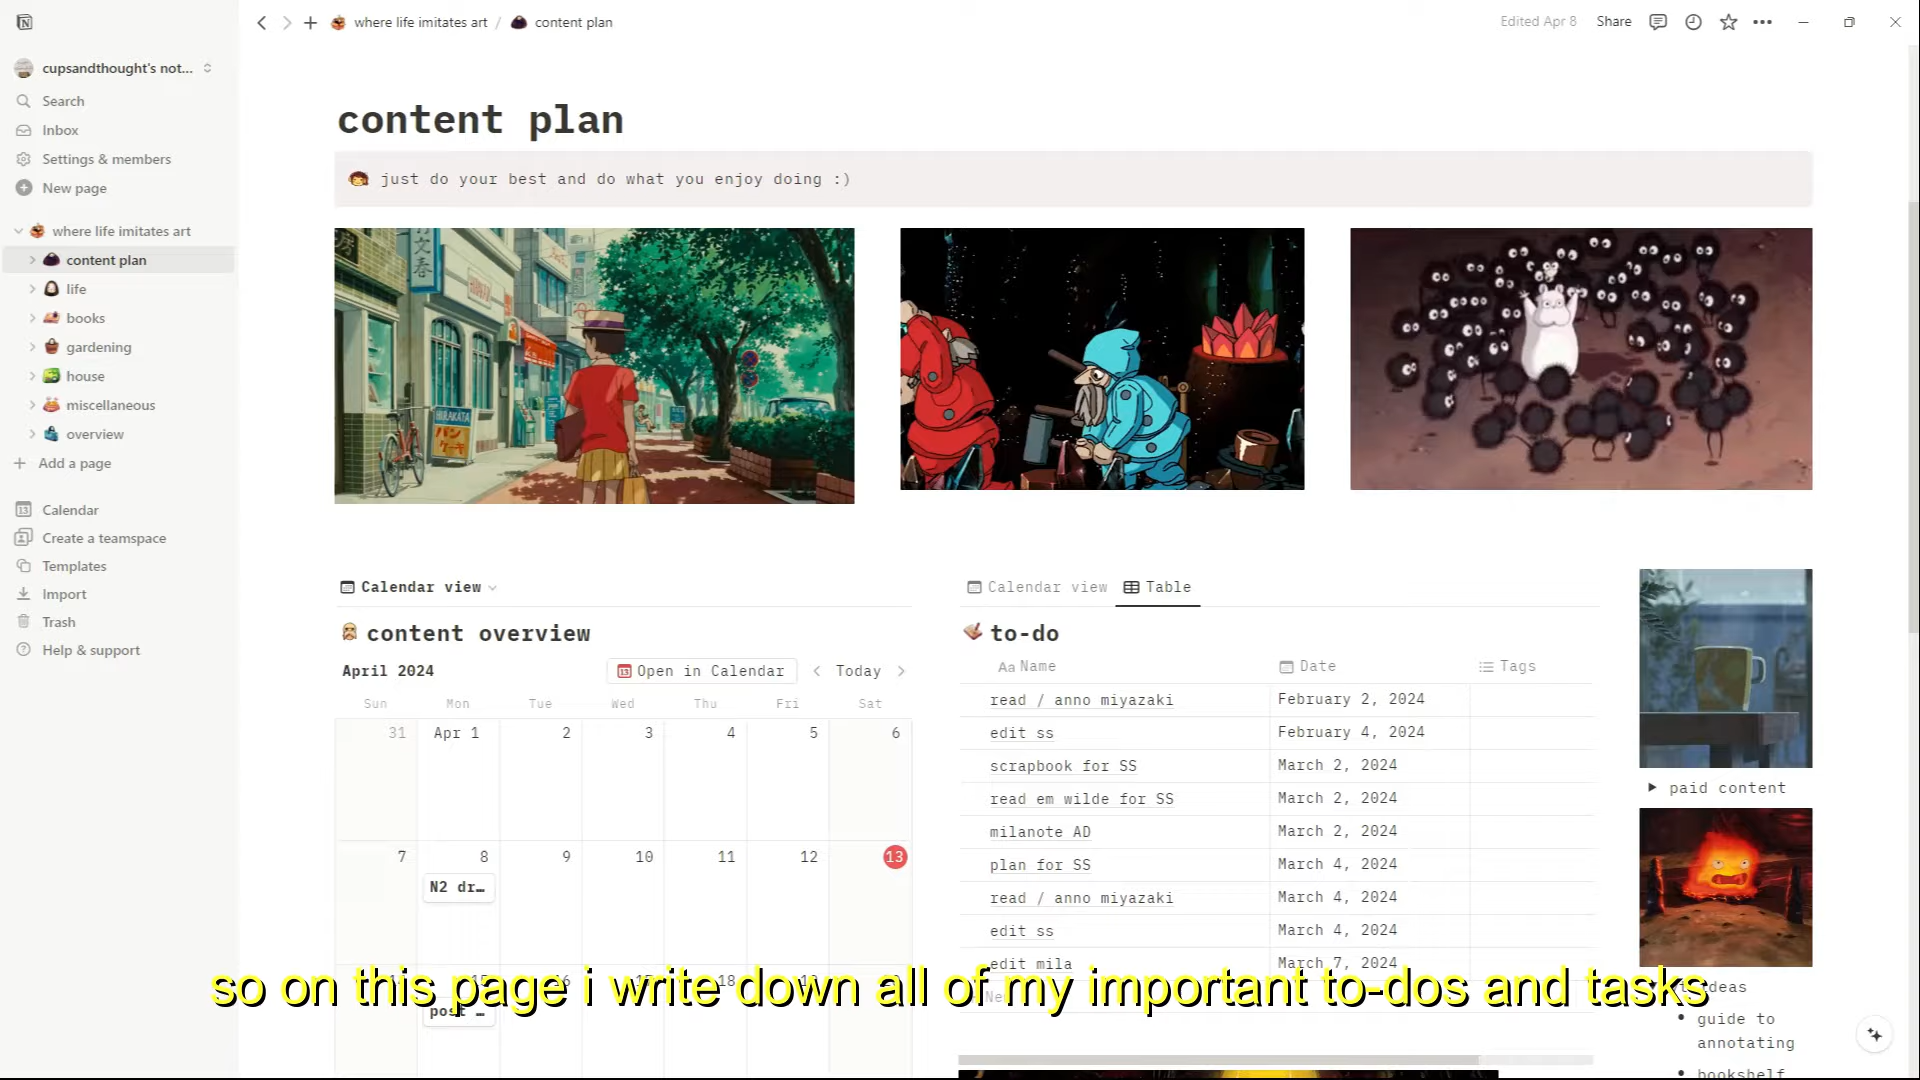 where life imitates art / content plan
Edited Apr 8 Share
cupsandthought's not...
Search
Inbox
Settings & members
New page
where life imitates art
content plan
life
books
gardening
house
miscellaneous
overview
Add a page
Calendar
Create a teamspace
Templates
Import
Trash
Help & support
content plan
just do your best and do what you enjoy doing :)
文春
HIRAKATA
Calendar view
content overview
April 2024 Open in Calendar Today
Sun Mon Tue Wed Thu Fri Sat
31 Apr 1 2 3 4 5 6
7 8 9 10 11 12 13
N2 dr…
18
post …
Calendar view Table
to-do
Aa Name Date Tags
read / anno miyazaki February 2, 2024
edit ss February 4, 2024
scrapbook for SS March 2, 2024
read em wilde for SS March 2, 2024
milanote AD March 2, 2024
plan for SS March 4, 2024
read / anno miyazaki March 4, 2024
edit ss March 4, 2024
edit mila March 7, 2024
paid content
guide to
annotating
bookshelf
so on this page i write down all of my important to-dos and tasks